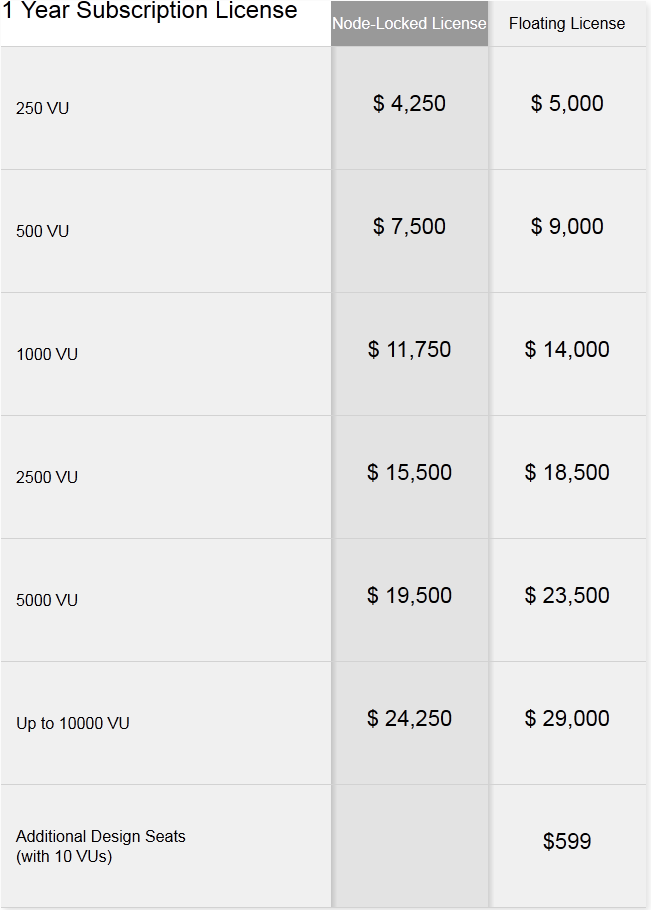 1 Year Subscription License
Node-Locked License
Floating License
250 VU
$ 4,250
$ 5,000
500 VU
$ 7,500
$ 9,000
1000 VU
$ 11,750
$ 14,000
2500 VU
$ 15,500
$ 18,500
5000 VU
$ 19,500
$ 23,500
Up to 10000 VU
$ 24,250
$ 29,000
Additional Design Seats
(with 10 VUs)
$599